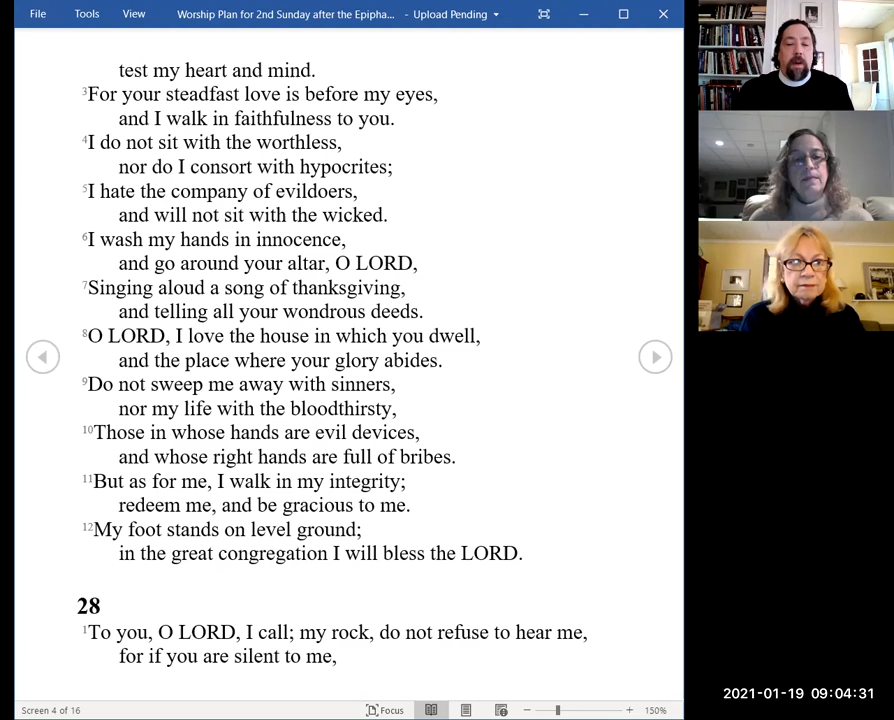 File Tools View Worship Plan for 2nd Sunday after the Epipha... - Upload Pending
test my heart and mind.
3For your steadfast love is before my eyes,
and I walk in faithfulness to you.
4I do not sit with the worthless,
nor do I consort with hypocrites;
5I hate the company of evildoers,
and will not sit with the wicked.
6I wash my hands in innocence,
and go around your altar, O LORD,
7Singing aloud a song of thanksgiving,
and telling all your wondrous deeds.
8O LORD, I love the house in which you dwell,
and the place where your glory abides.
9Do not sweep me away with sinners,
nor my life with the bloodthirsty,
10Those in whose hands are evil devices,
and whose right hands are full of bribes.
11But as for me, I walk in my integrity;
redeem me, and be gracious to me.
12My foot stands on level ground;
in the great congregation I will bless the LORD.
28
1To you, O LORD, I call; my rock, do not refuse to hear me,
for if you are silent to me,
2021-01-19 09:04:31
Screen 4 of 16 Focus 150%